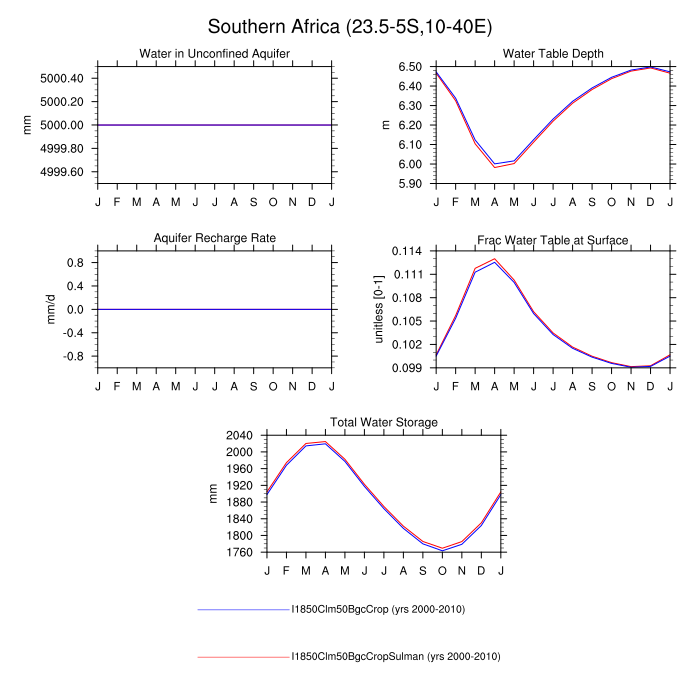 Southern Africa (23.5-5S,10-40E)
Water in Unconfined Aquifer
5000.40
5000.20
5000.00
4999.80
4999.60
mm
J F M A M J J A S O N D J
Water Table Depth
6.50
6.40
6.30
6.20
6.10
6.00
5.90
m
J F M A M J J A S O N D J
Aquifer Recharge Rate
0.8
0.4
0.0
-0.4
-0.8
mm/d
J F M A M J J A S O N D J
Frac Water Table at Surface
0.114
0.111
0.108
0.105
0.102
0.099
unitless [0-1]
J F M A M J J A S O N D J
Total Water Storage
2040
2000
1960
1920
1880
1840
1800
1760
mm
J F M A M J J A S O N D J
I1850Clm50BgcCrop (yrs 2000-2010)
I1850Clm50BgcCropSulman (yrs 2000-2010)